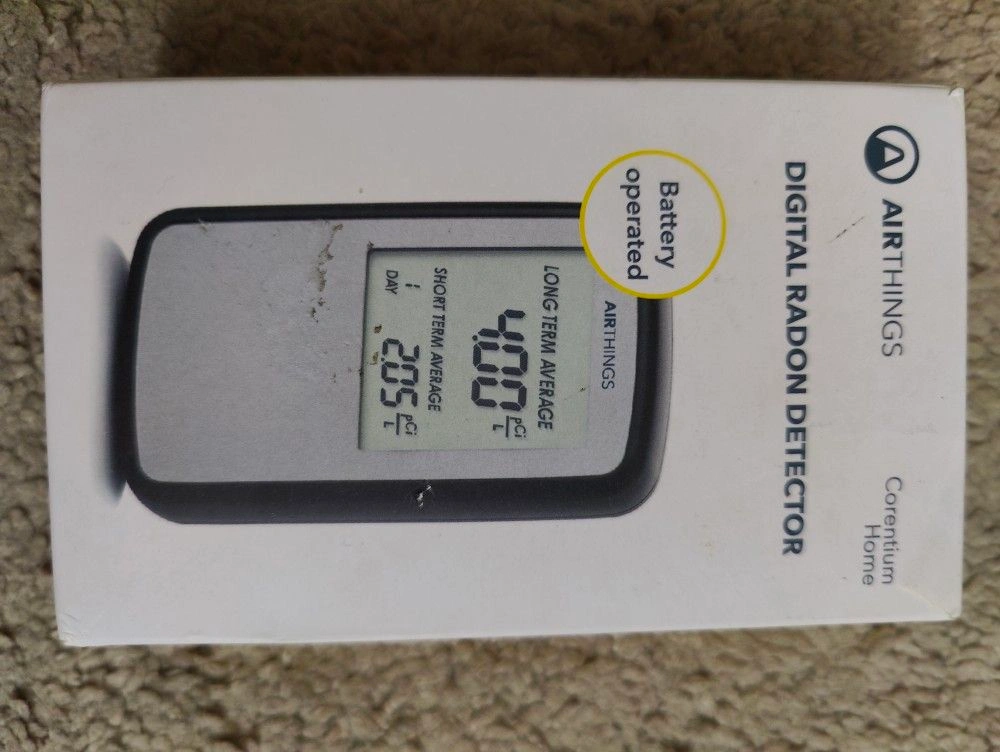 AIRTHINGS
Corentium
Home
DIGITAL RADON DETECTOR
Battery
operated
AIRTHINGS
LONG TERM AVERAGE
4.00 pCi
L
SHORT TERM AVERAGE
1
DAY
2.05 pCi
L